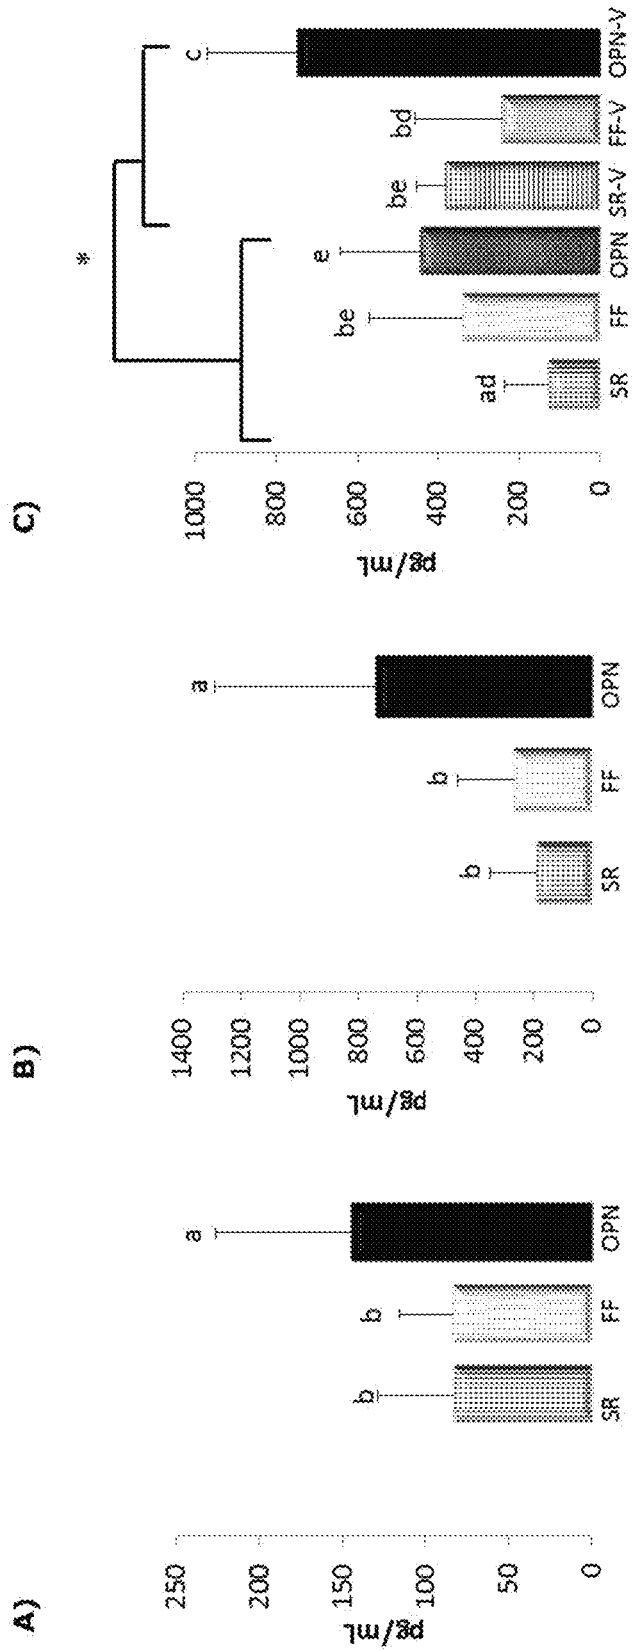 A)
pg/mL
250
200
150
100
50
0
b
b
a
SR FF OPN
B)
pg/mL
1400
1200
1000
800
600
400
200
0
b
b
a
SR FF OPN
C)
pg/mL
1000
800
600
400
200
0
*
ad
be
e
be
bd
c
SR FF OPN SR-V FF-V OPN-V